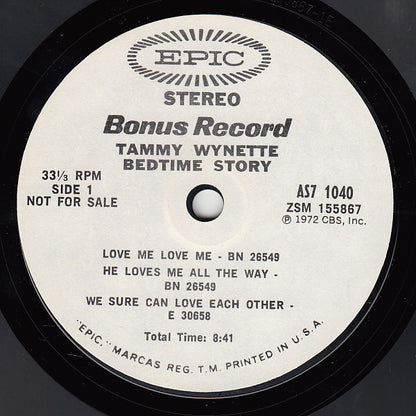 EPIC
STEREO
Bonus Record
TAMMY WYNETTE
BEDTIME STORY
33⅓ RPM
SIDE 1
NOT FOR SALE
AS7 1040
ZSM 155867
℗ 1972 CBS, Inc.
LOVE ME LOVE ME - BN 26549
HE LOVES ME ALL THE WAY -
BN 26549
WE SURE CAN LOVE EACH OTHER -
E 30658
Total Time: 8:41
"EPIC," MARCAS REG. T.M. PRINTED IN U.S.A.